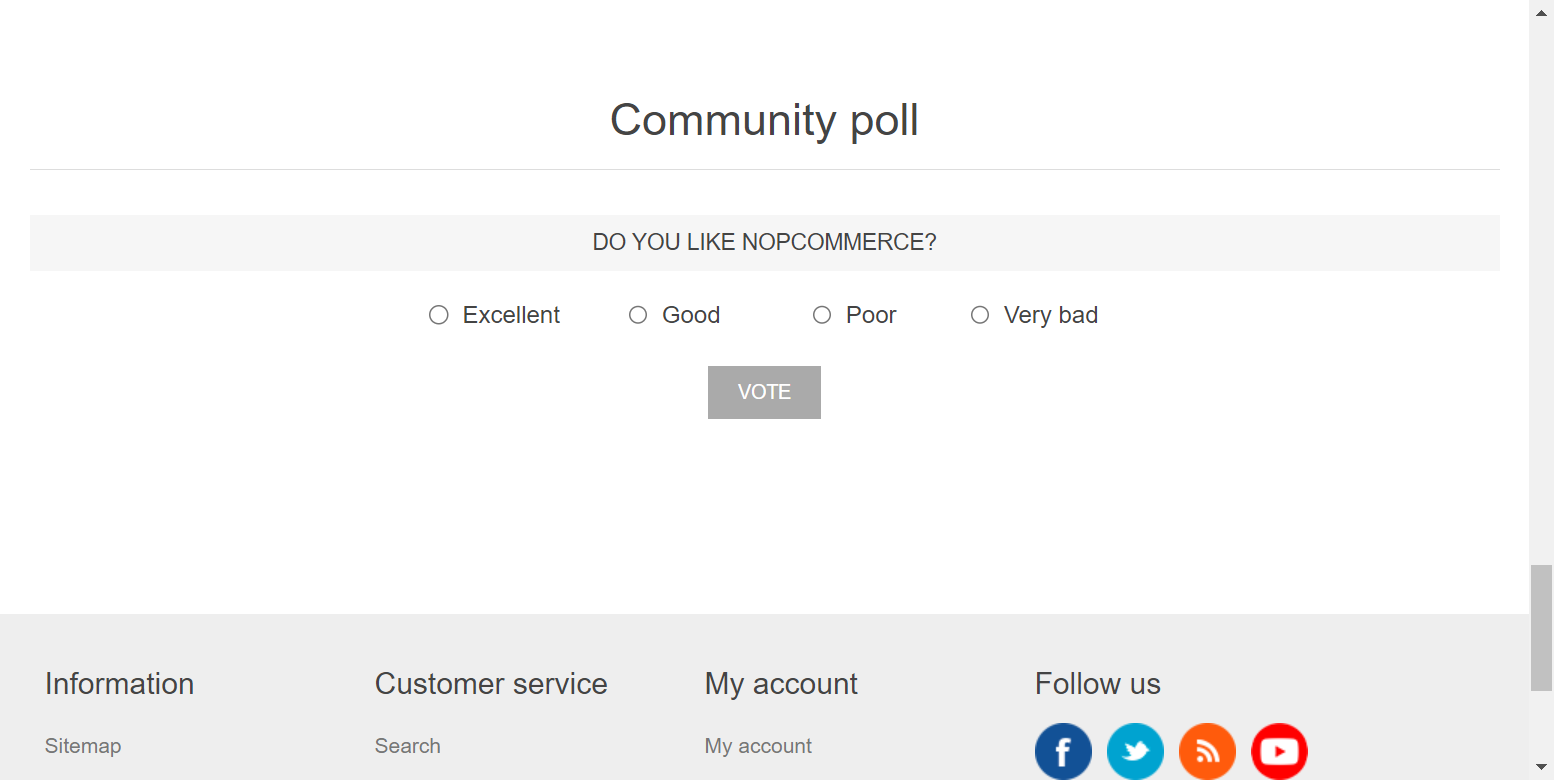 Community poll
DO YOU LIKE NOPCOMMERCE?
Excellent Good Poor Very bad
VOTE
Information Customer service My account Follow us
Sitemap Search My account